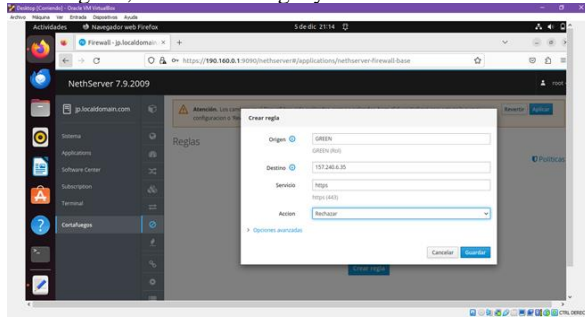 Desktop [Corriendo] - Oracle VM VirtualBox
Archivo Máquina Ver Entrada Dispositivos Ayuda
Actividades Navegador web Firefox 5 de dic 21:14
Firewall - jp.localdomain
https://190.160.0.1:9090/nethserver#/applications/nethserver-firewall-base
NethServer 7.9.2009 root
jp.localdomain.com
Atención. Los Revertir Aplicar
Crear regla
Sistema
Reglas
Origen GREEN
GREEN (Rol)
Applications
Políticas
Software Center
Destino 157.240.6.35
Subscription
Servicio https
https (443)
Terminal
Accion Rechazar
Cortafuegos
Opciones avanzadas
Cancelar Guardar
Crear regla